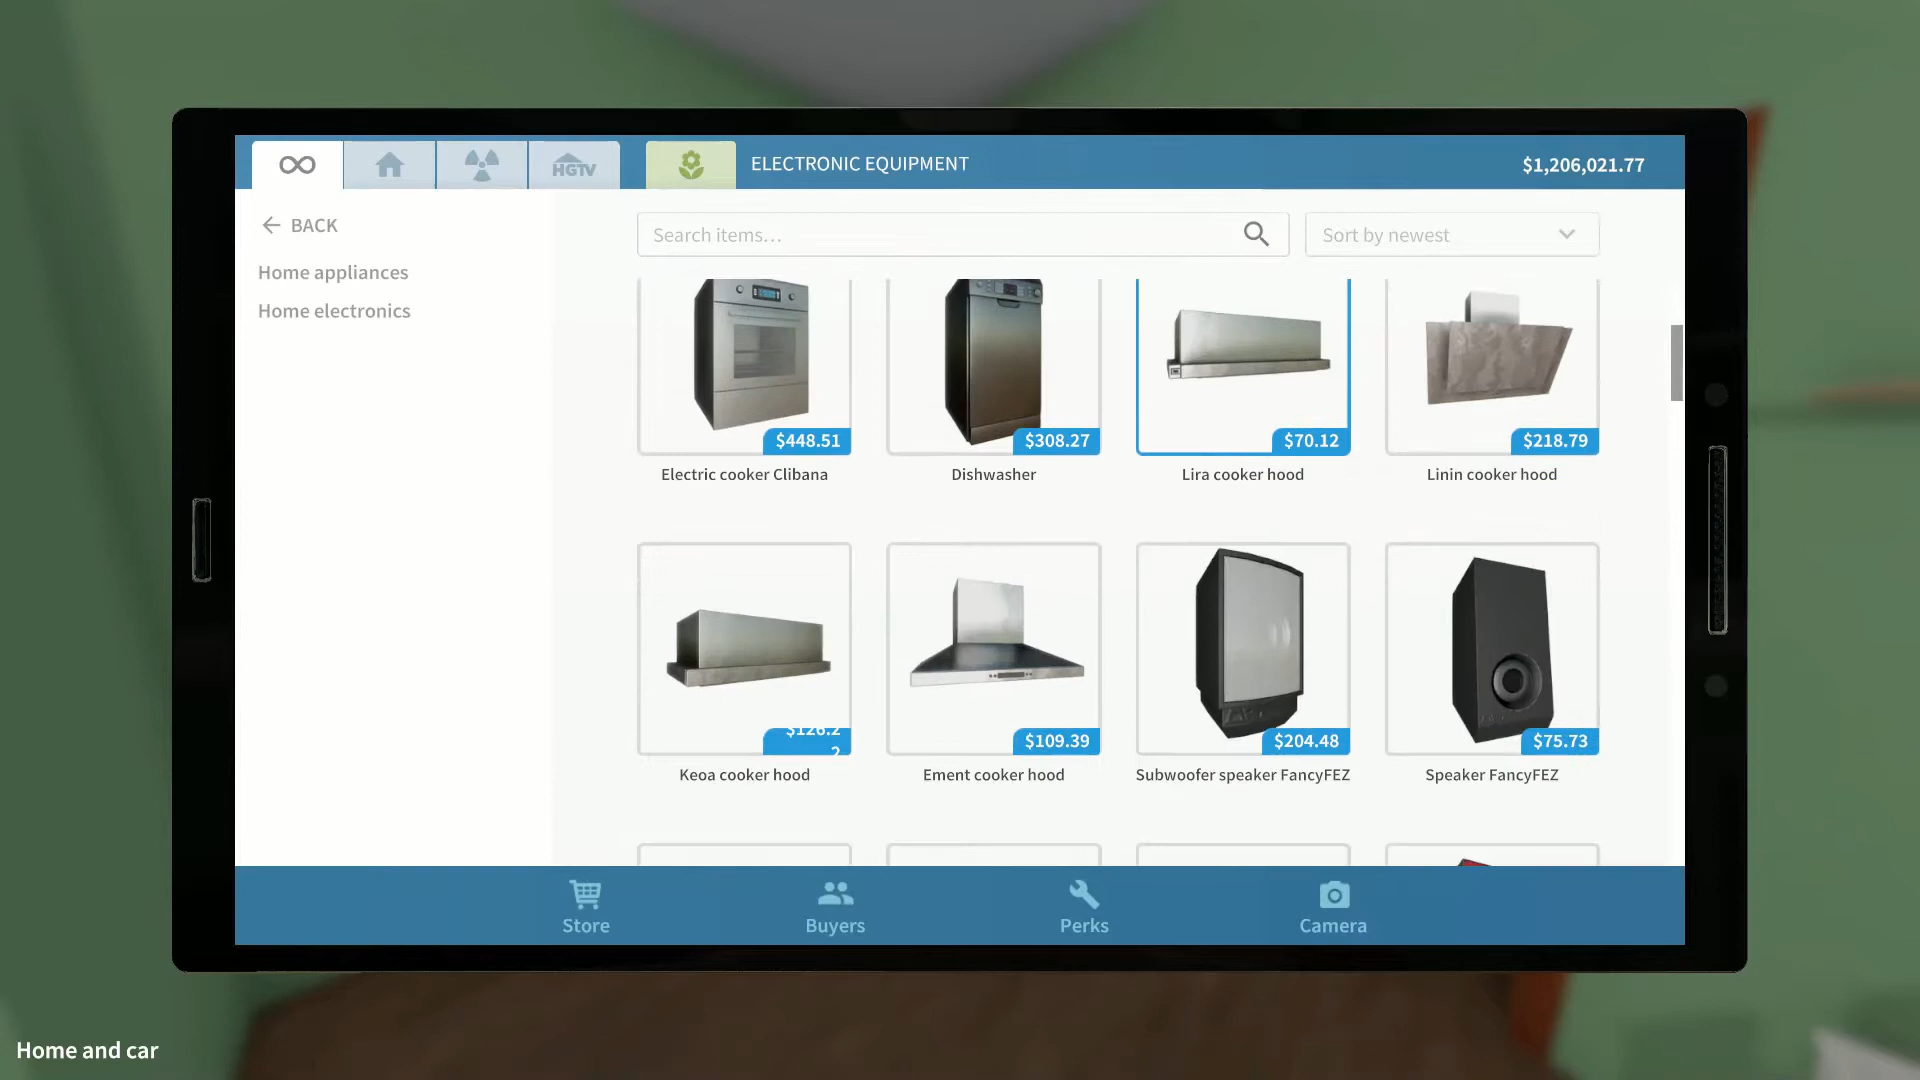 HGTV
ELECTRONIC EQUIPMENT
$1,206,021.77
BACK
Home appliances
Home electronics
Search items...
Sort by newest
$448.51
$308.27
$70.12
$218.79
Electric cooker Clibana
Dishwasher
Lira cooker hood
Linin cooker hood
$126.2
2
$109.39
$204.48
$75.73
Keoa cooker hood
Ement cooker hood
Subwoofer speaker FancyFEZ
Speaker FancyFEZ
Store
Buyers
Perks
Camera
Home and car